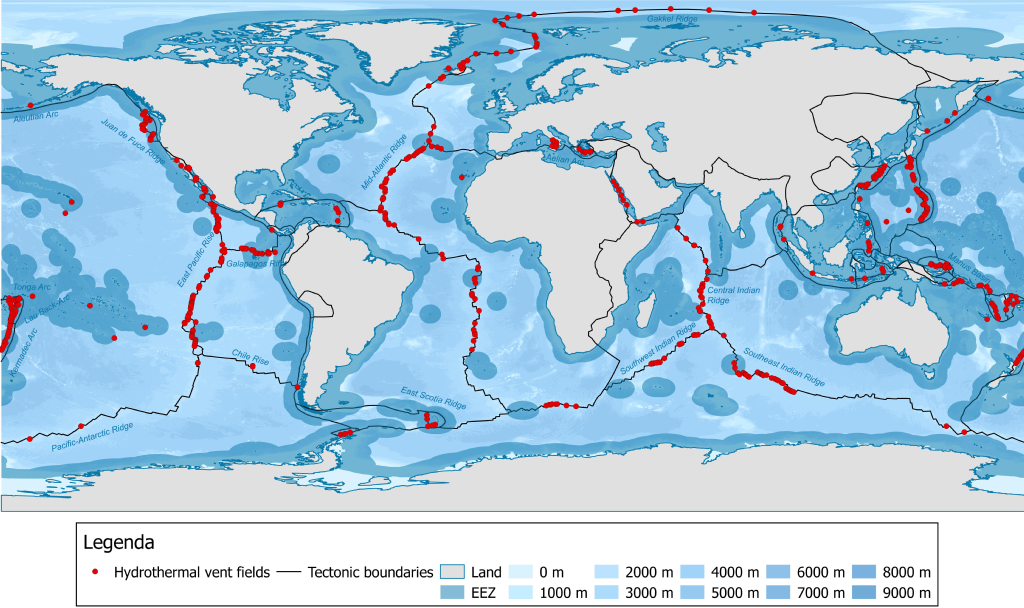 Gakkel Ridge
Aleutian Arc
Juan de Fuca Ridge
Mid-Atlantic Ridge
Aelian Arc
East Pacific Rise
Galapagos Rift
Tonga Arc
Lau Back-Arc
Kermadec Arc
Manus Basin
Central Indian
Ridge
Chile Rise
Southwest Indian Ridge
Southeast Indian Ridge
East Scotia Ridge
Pacific-Antarctic Ridge
Legenda
Hydrothermal vent fields Tectonic boundaries Land 0 m 2000 m 4000 m 6000 m 8000 m
EEZ 1000 m 3000 m 5000 m 7000 m 9000 m